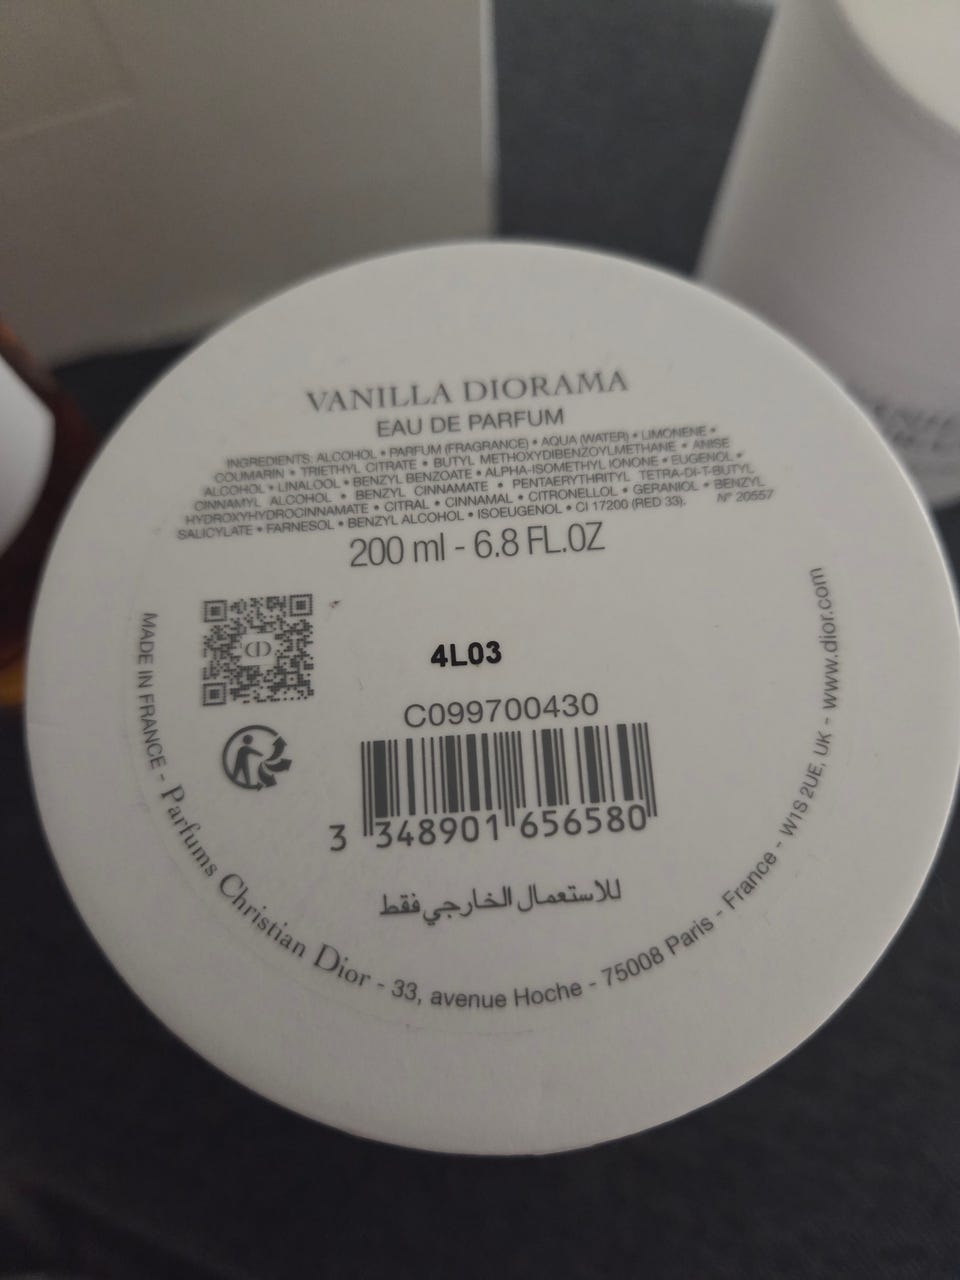 VANILLA DIORAMA
EAU DE PARFUM
INGREDIENTS: ALCOHOL • PARFUM (FRAGRANCE) • AQUA (WATER) • LIMONENE •
COUMARIN • TRIETHYL CITRATE • BUTYL METHOXYDIBENZOYLMETHANE • ANISE
ALCOHOL • LINALOOL • BENZYL BENZOATE • ALPHA-ISOMETHYL IONONE • EUGENOL •
CINNAMYL ALCOHOL • BENZYL CINNAMATE • PENTAERYTHRITYL TETRA-DI-T-BUTYL
HYDROXYHYDROCINNAMATE • CITRAL • CINNAMAL • CITRONELLOL • GERANIOL • BENZYL
SALICYLATE • FARNESOL • BENZYL ALCOHOL • ISOEUGENOL • CI 17200 (RED 33). N° 20557
200 ml - 6.8 FL.OZ
4L03
C099700430
3 348901 656580
للاستعمال الخارجي فقط
MADE IN FRANCE - Parfums Christian Dior - 33, avenue Hoche - 75008 Paris - France - W1S 2UE, UK - www.dior.com